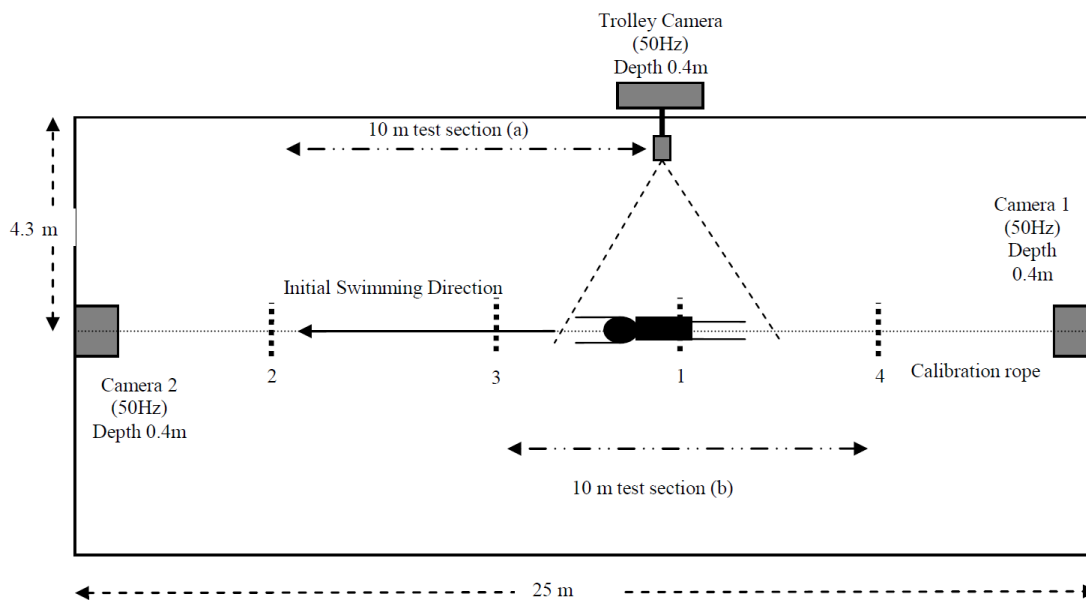 Trolley Camera
(50Hz)
Depth 0.4m
10 m test section (a)
4.3 m
Camera 1
(50Hz)
Depth
0.4m
Initial Swimming Direction
2
3
1
4
Calibration rope
Camera 2
(50Hz)
Depth 0.4m
10 m test section (b)
25 m